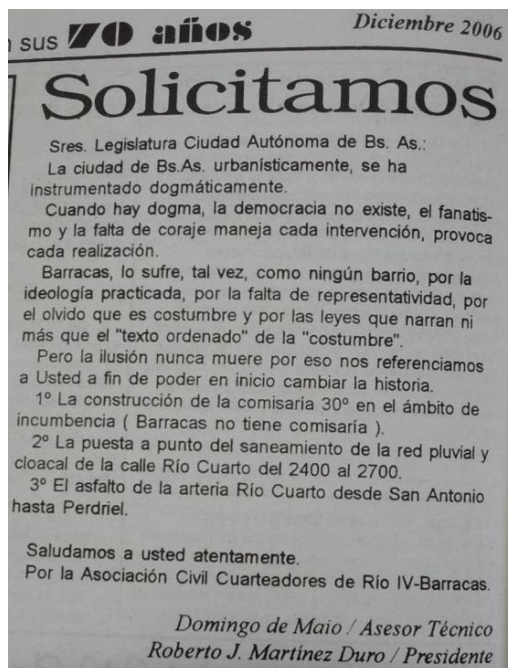 sus 70 años
Diciembre 2006
Solicitamos
Sres. Legislatura Ciudad Autónoma de Bs. As.:
La ciudad de Bs.As. urbanísticamente, se ha
instrumentado dogmáticamente.
Cuando hay dogma, la democracia no existe, el fanatis-
mo y la falta de coraje maneja cada intervención, provoca
cada realización.
Barracas, lo sufre, tal vez, como ningún barrio, por la
ideología practicada, por la falta de representatividad, por
el olvido que es costumbre y por las leyes que narran ni
más que el "texto ordenado" de la "costumbre".
Pero la ilusión nunca muere por eso nos referenciamos
a Usted a fin de poder en inicio cambiar la historia.
1º La construcción de la comisaría 30º en el ámbito de
incumbencia ( Barracas no tiene comisaría ).
2º La puesta a punto del saneamiento de la red pluvial y
cloacal de la calle Río Cuarto del 2400 al 2700.
3º El asfalto de la arteria Río Cuarto desde San Antonio
hasta Perdriel.
Saludamos a usted atentamente.
Por la Asociación Civil Cuarteadores de Río IV-Barracas.
Domingo de Maio / Asesor Técnico
Roberto J. Martínez Duro / Presidente